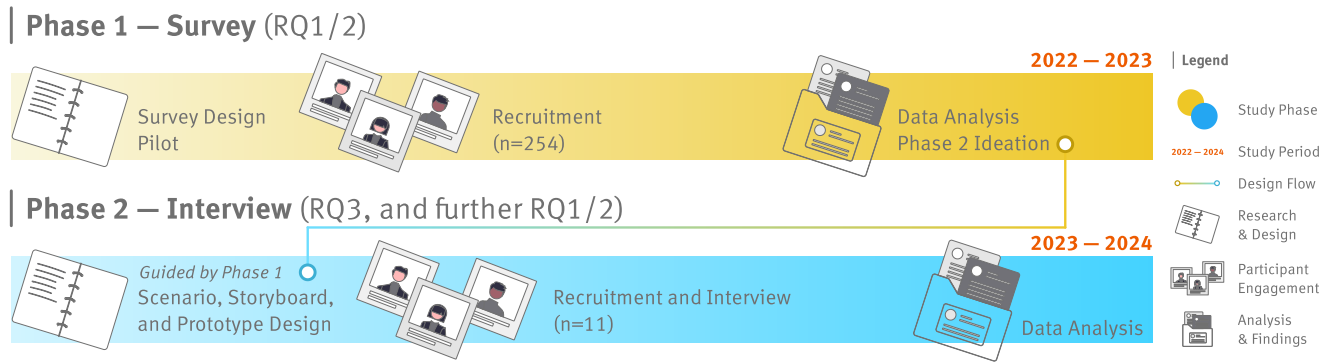 Phase 1 — Survey (RQ1/2)
2022 — 2023
Survey Design
Pilot
Recruitment
(n=254)
Data Analysis
Phase 2 Ideation
Phase 2 — Interview (RQ3, and further RQ1/2)
2023 — 2024
Guided by Phase 1
Scenario, Storyboard,
and Prototype Design
Recruitment and Interview
(n=11)
Data Analysis
Legend
Study Phase
2022 — 2024 Study Period
Design Flow
Research
& Design
Participant
Engagement
Analysis
& Findings